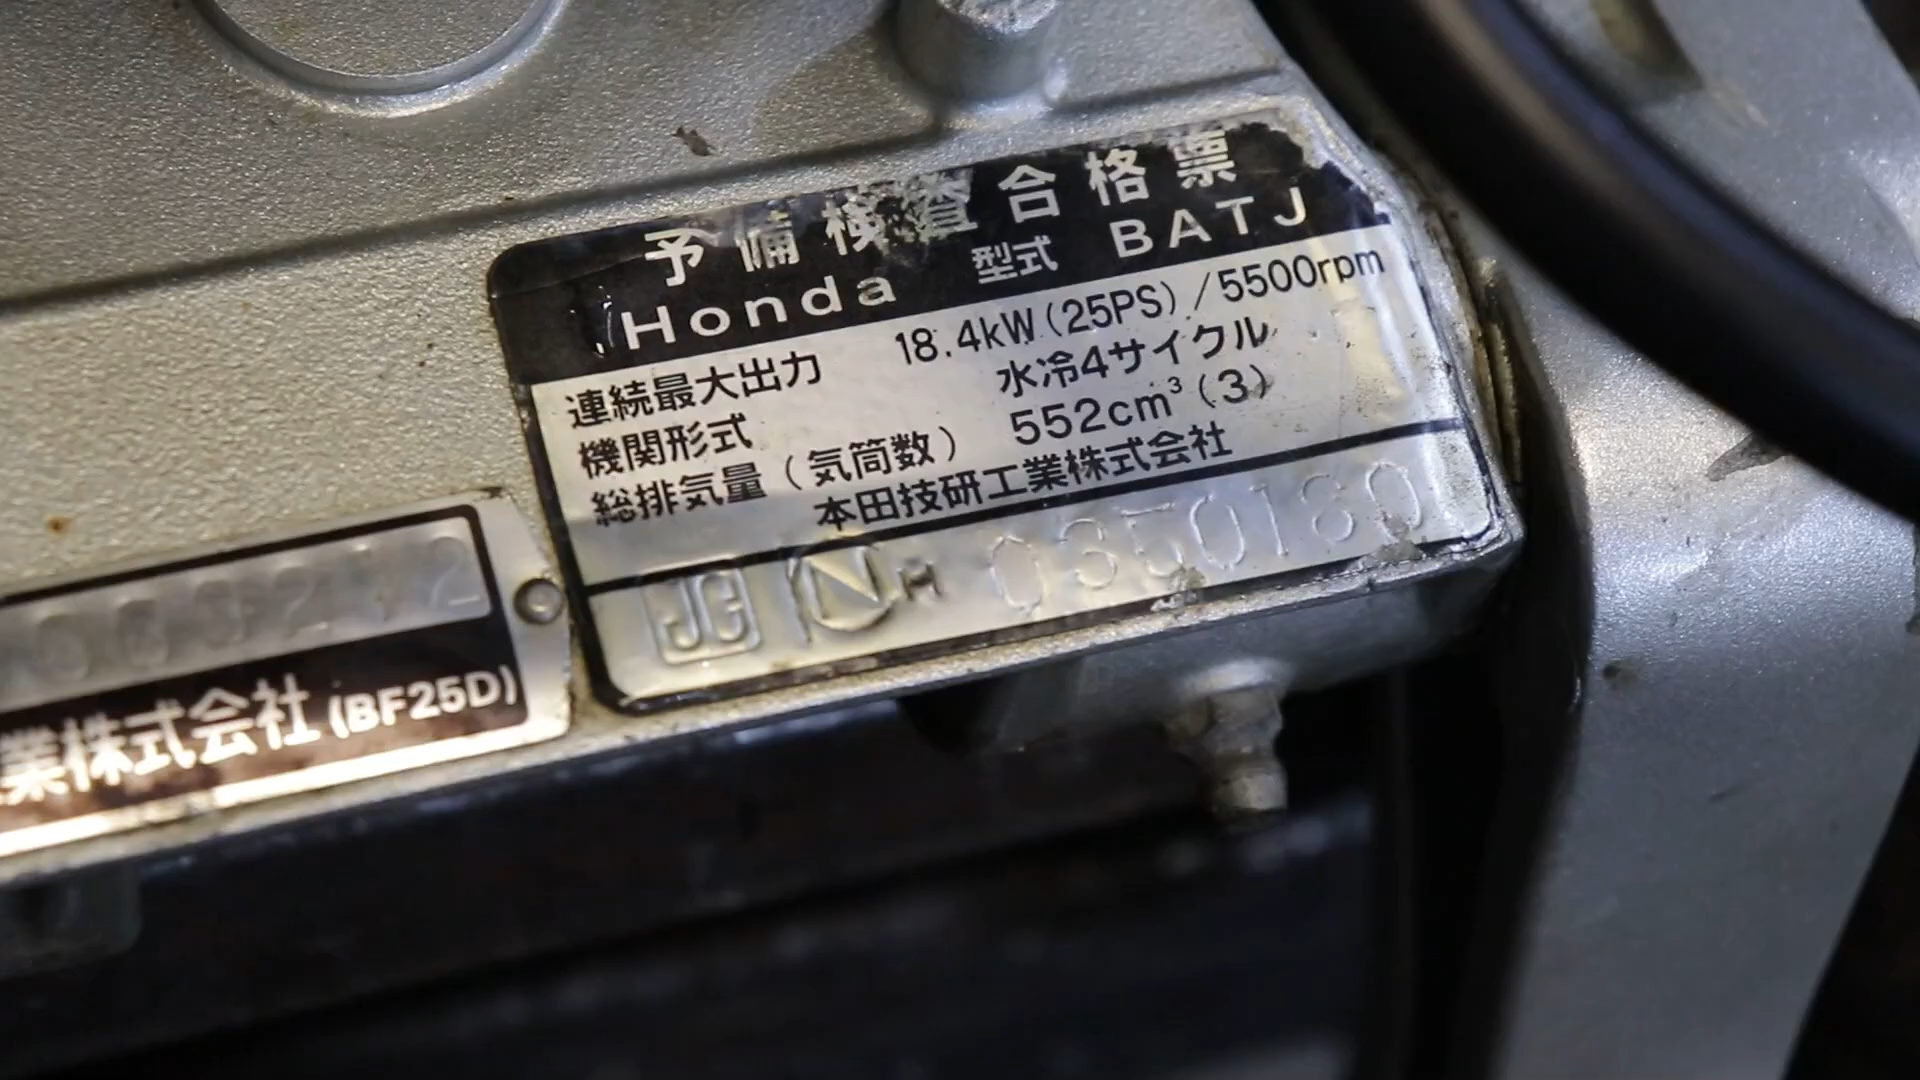 予備検査合格票
Honda 型式 BATJ
連続最大出力 18.4kW(25PS)/5500rpm
機関形式 水冷4サイクル
総排気量(気筒数) 552cm³(3)
本田技研工業株式会社
JG N 0350180
業株式会社(BF25D)